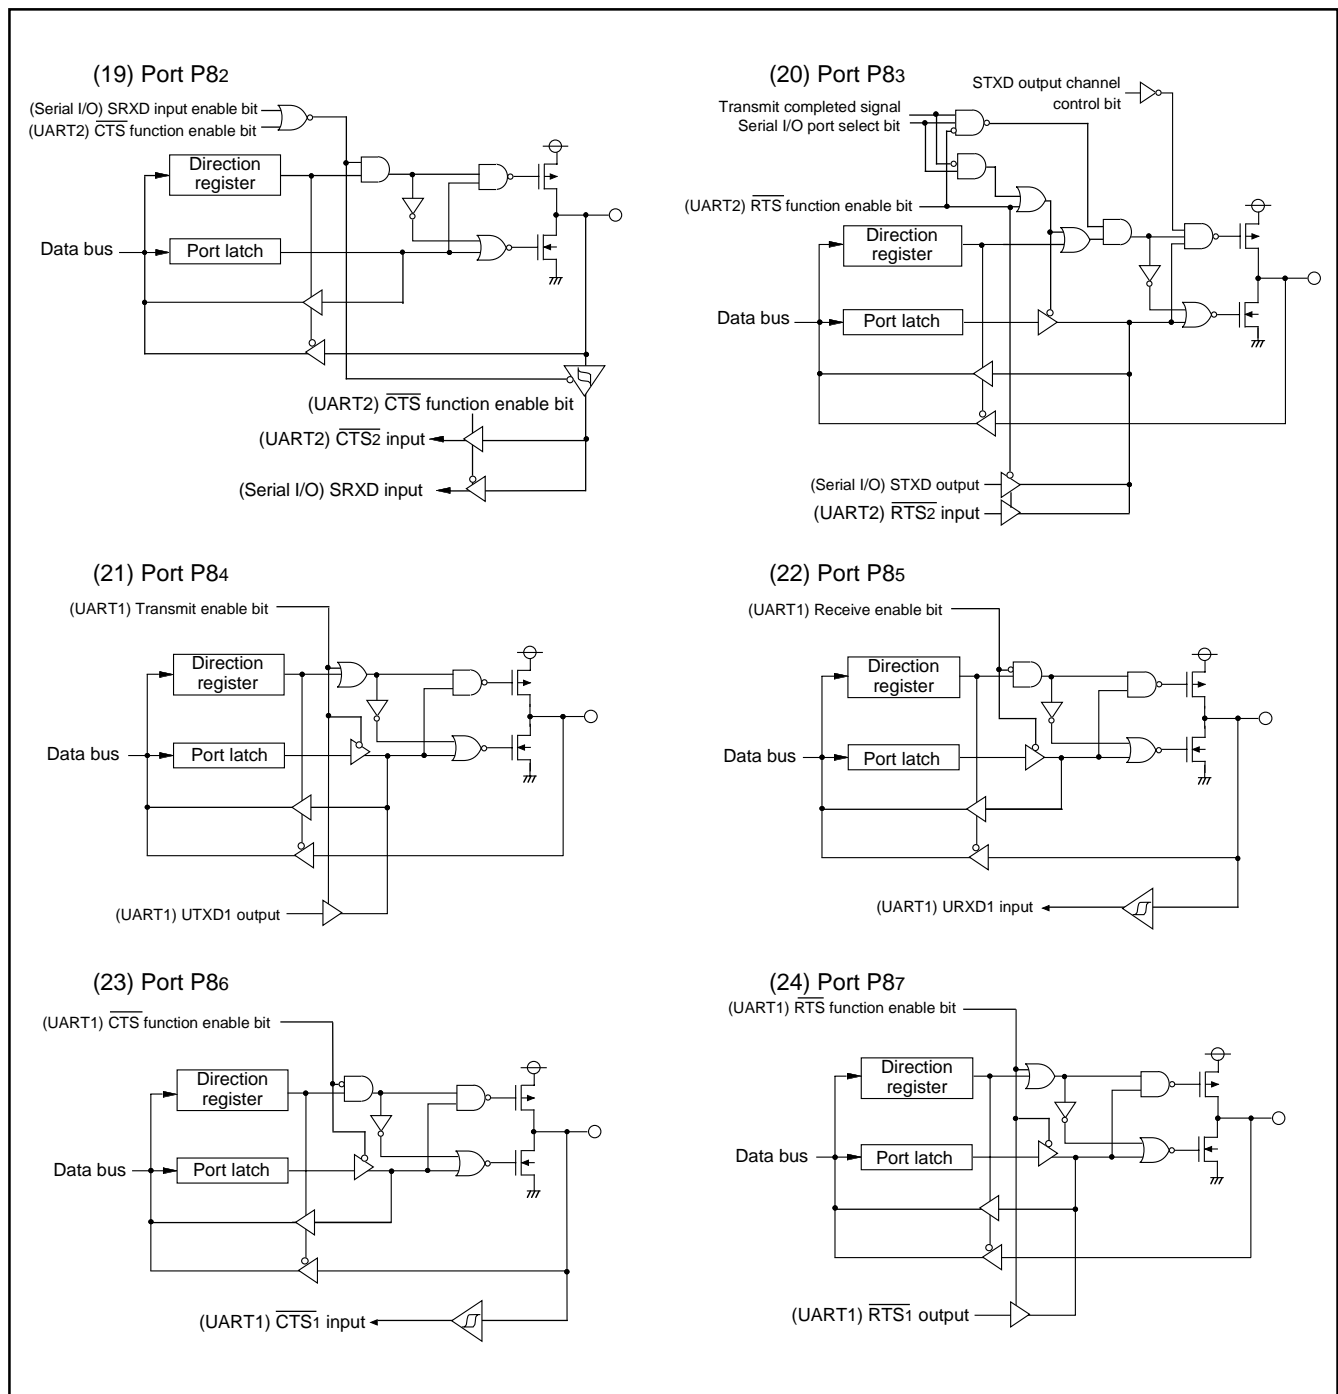 (19) Port P82
(Serial I/O) SRXD input enable bit
(UART2) CTS function enable bit
Direction
register
Data bus
Port latch
(UART2) CTS function enable bit
(UART2) CTS2 input
(Serial I/O) SRXD input
(20) Port P83
STXD output channel
control bit
Transmit completed signal
Serial I/O port select bit
(UART2) RTS function enable bit
Direction
register
Data bus
Port latch
(Serial I/O) STXD output
(UART2) RTS2 input
(21) Port P84
(UART1) Transmit enable bit
Direction
register
Data bus
Port latch
(UART1) UTXD1 output
(22) Port P85
(UART1) Receive enable bit
Direction
register
Data bus
Port latch
(UART1) URXD1 input
(23) Port P86
(UART1) CTS function enable bit
Direction
register
Data bus
Port latch
(UART1) CTS1 input
(24) Port P87
(UART1) RTS function enable bit
Direction
register
Data bus
Port latch
(UART1) RTS1 output